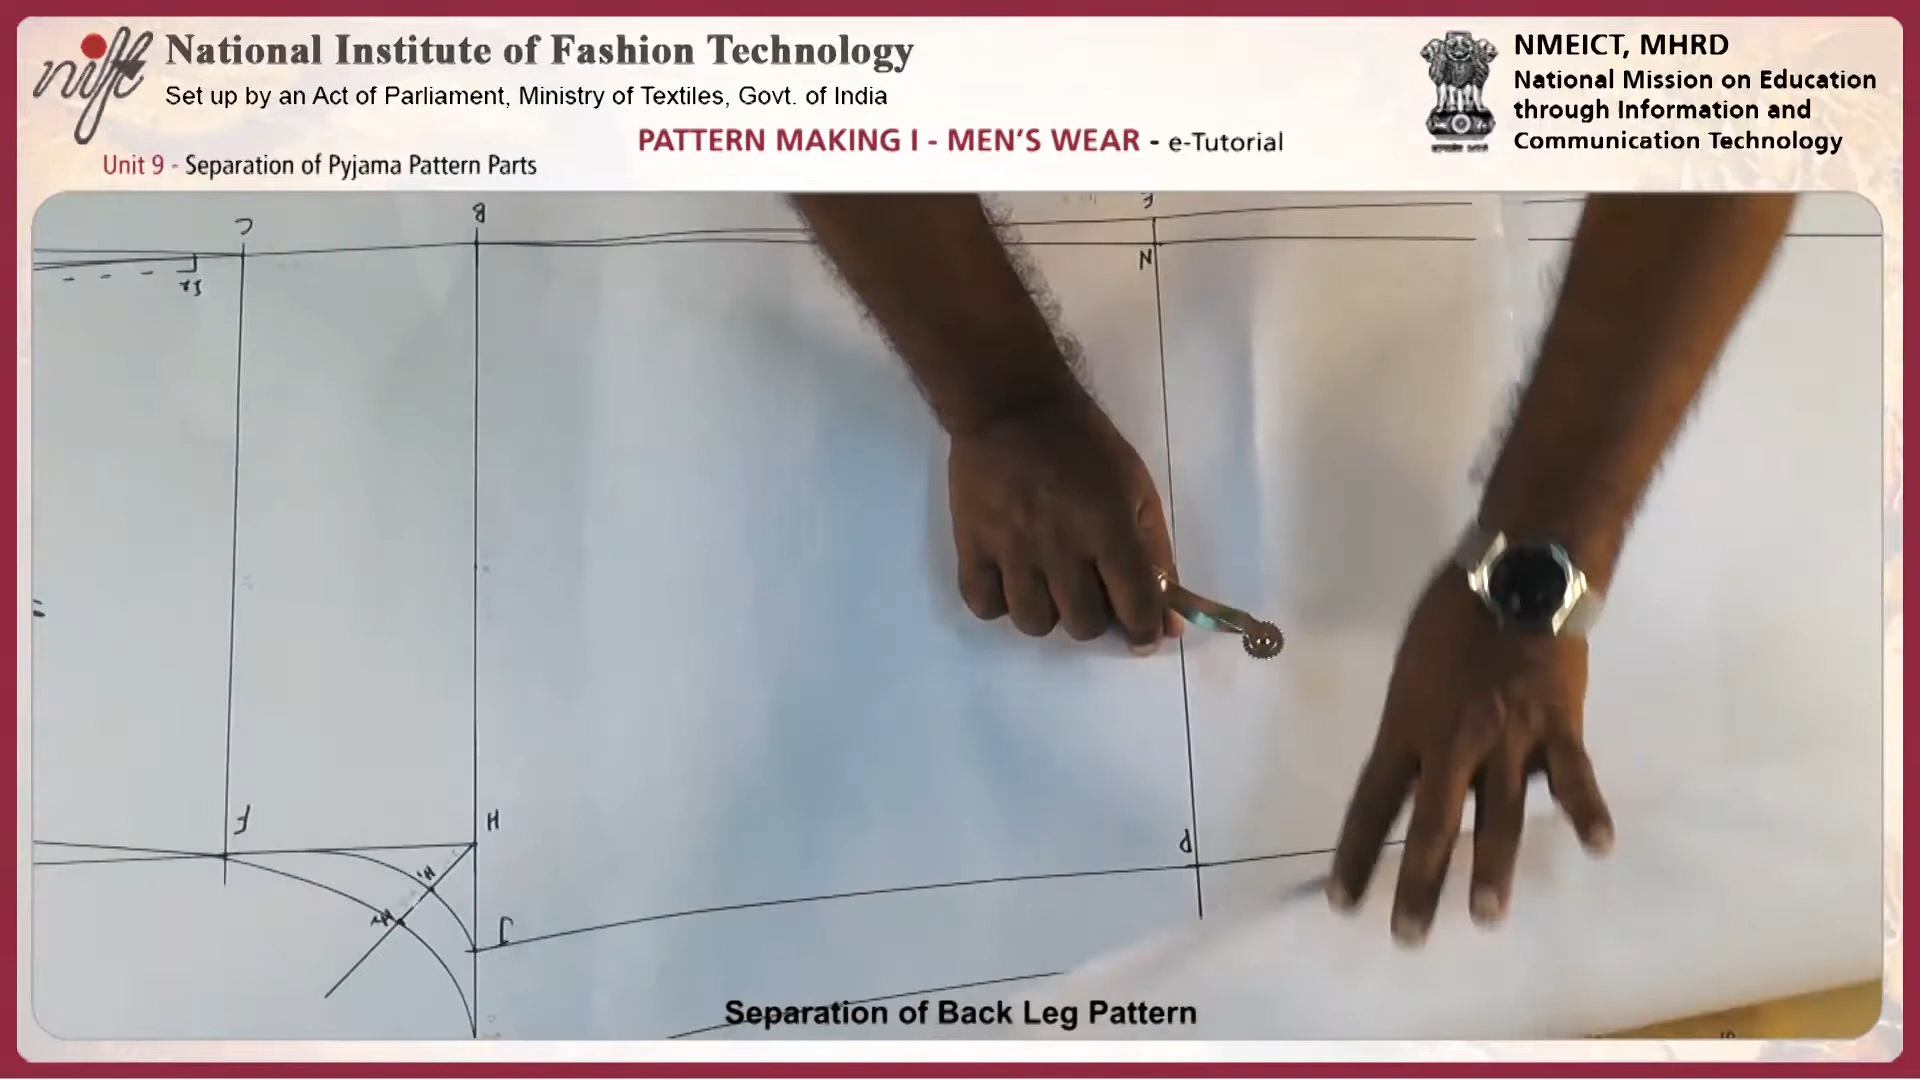 nift
National Institute of Fashion Technology
Set up by an Act of Parliament, Ministry of Textiles, Govt. of India
NMEICT, MHRD
National Mission on Education
through Information and
Communication Technology
PATTERN MAKING I - MEN'S WEAR - e-Tutorial
Unit 9 - Separation of Pyjama Pattern Parts
C
B
N
F
H
P
J
Separation of Back Leg Pattern